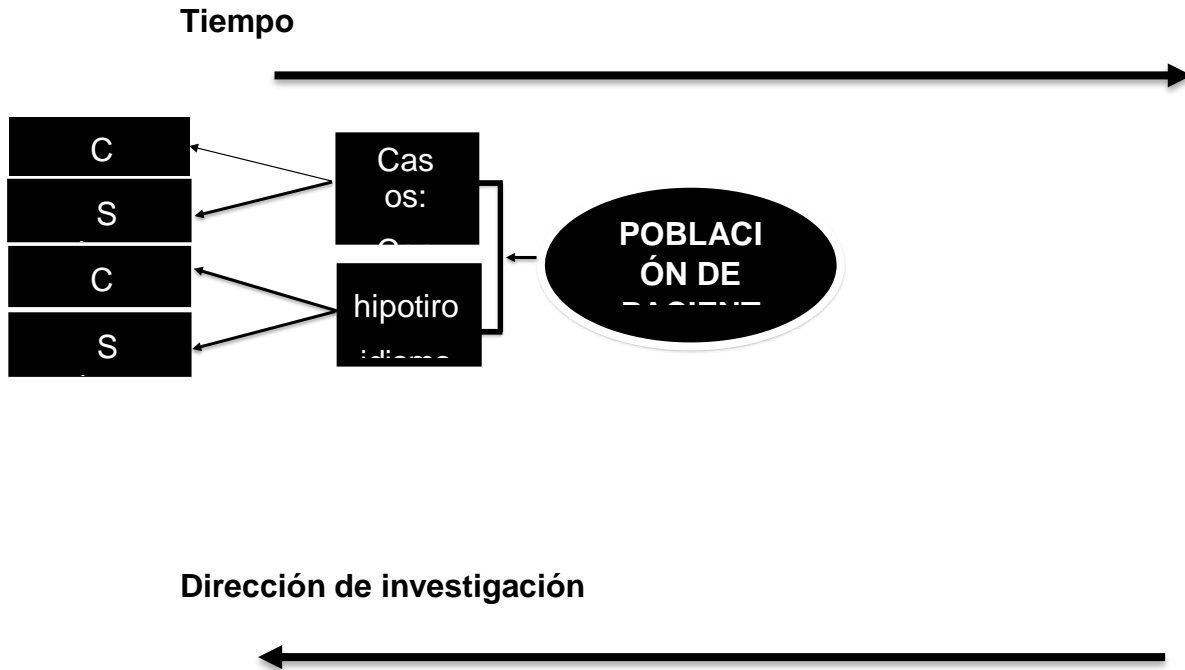 Tiempo
C
S
C
S
Cas
os:
hipotiro
POBLACI
ÓN DE
Dirección de investigación